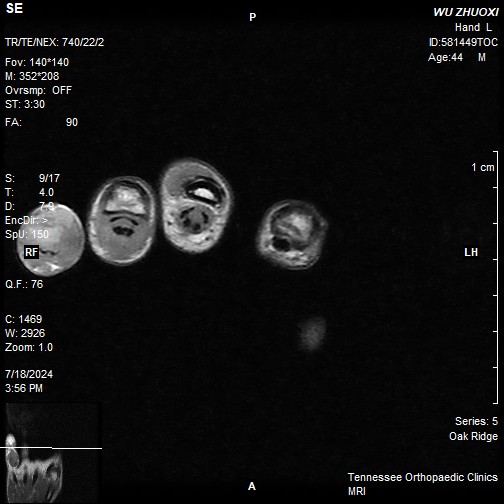 SE
P
WU ZHUOXI
Hand L
TR/TE/NEX: 740/22/2
ID:581449TOC
Age:44 M
Fov: 140*140
M: 352*208
Ovrsmp: OFF
ST: 3:30
FA: 90
1 cm
S: 9/17
T: 4.0
D: 7.9
EncDir: >
SpU: 150
RF
LH
Q.F.: 76
C: 1469
W: 2926
Zoom: 1.0
7/18/2024
3:56 PM
Series: 5
Oak Ridge
A
Tennessee Orthopaedic Clinics
MRI